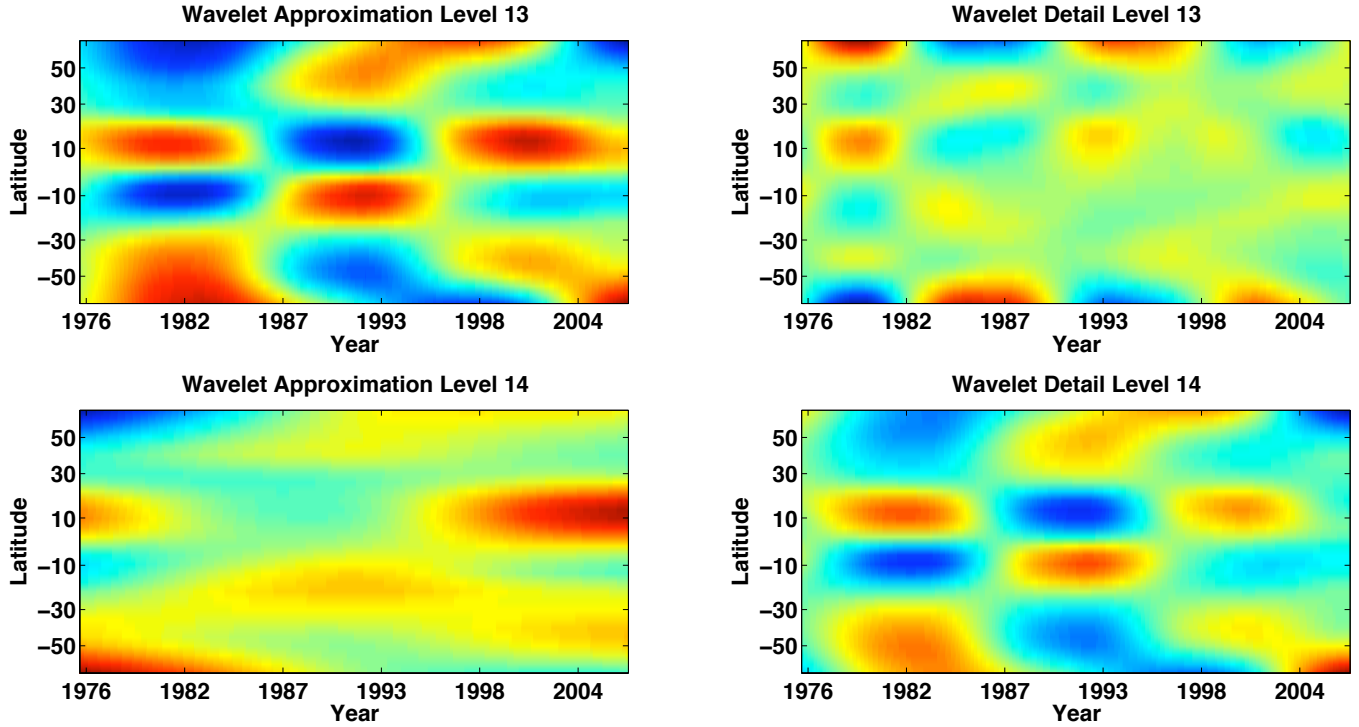 Wavelet Approximation Level 13
50
30
10
−10
−30
−50
Latitude
1976 1982 1987 1993 1998 2004
Year
Wavelet Detail Level 13
50
30
10
−10
−30
−50
Latitude
1976 1982 1987 1993 1998 2004
Year
Wavelet Approximation Level 14
50
30
10
−10
−30
−50
Latitude
1976 1982 1987 1993 1998 2004
Year
Wavelet Detail Level 14
50
30
10
−10
−30
−50
Latitude
1976 1982 1987 1993 1998 2004
Year